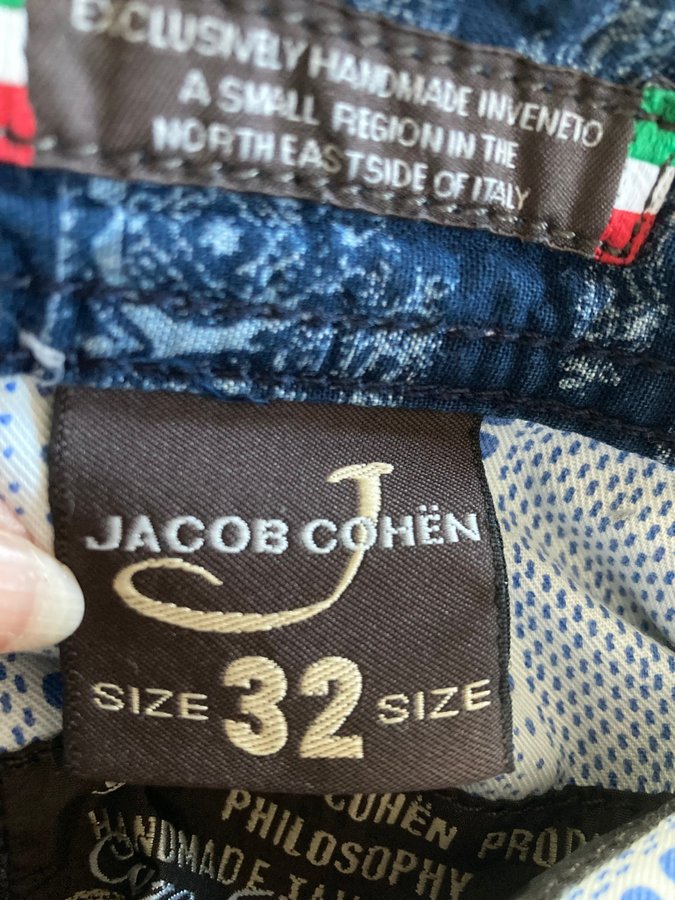 EXCLUSIVELY HANDMADE IN VENETO
A SMALL REGION IN THE
NORTH EAST SIDE OF ITALY
JACOB COHËN
J
SIZE 32 SIZE
COHËN PROD
PHILOSOPHY
HANDMADE